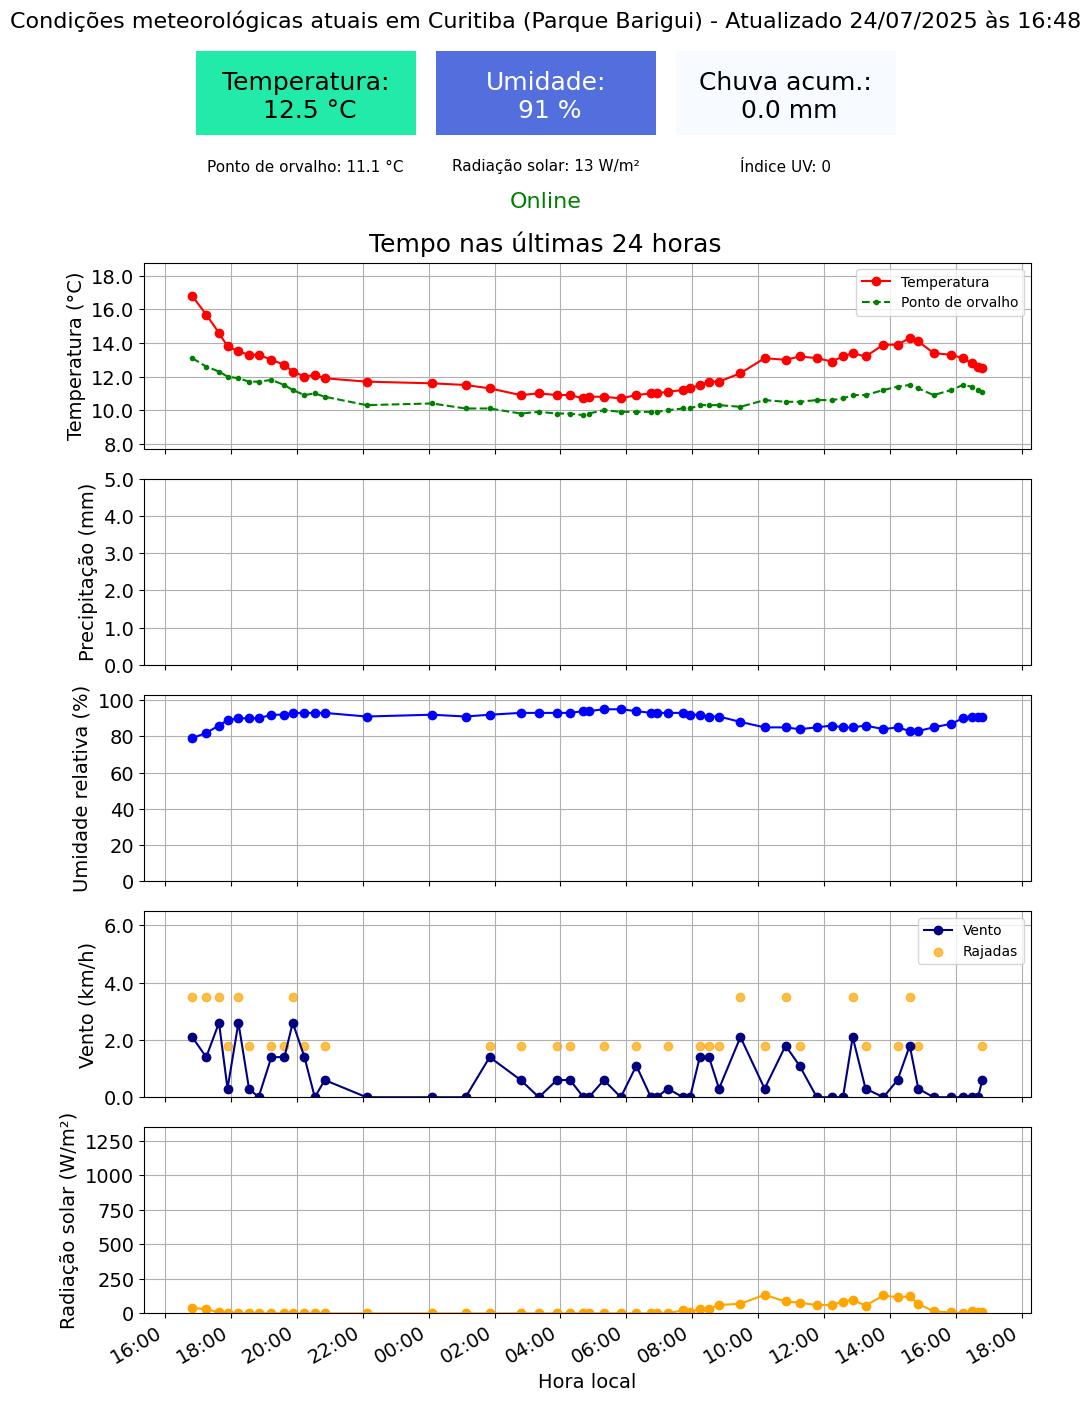 Condições meteorológicas atuais em Curitiba (Parque Barigui) - Atualizado 24/07/2025 às 16:48
Temperatura:
12.5 °C
Umidade:
91 %
Chuva acum.:
0.0 mm
Ponto de orvalho: 11.1 °C
Radiação solar: 13 W/m²
Índice UV: 0
Online
Tempo nas últimas 24 horas
Temperatura (°C)
18.0
16.0
14.0
12.0
10.0
8.0
Temperatura
Ponto de orvalho
Precipitação (mm)
5.0
4.0
3.0
2.0
1.0
0.0
Umidade relativa (%)
100
80
60
40
20
0
Vento (km/h)
6.0
4.0
2.0
0.0
Vento
Rajadas
Radiação solar (W/m²)
1250
1000
750
500
250
0
16:00
18:00
20:00
22:00
00:00
02:00
04:00
06:00
08:00
10:00
12:00
14:00
16:00
18:00
Hora local